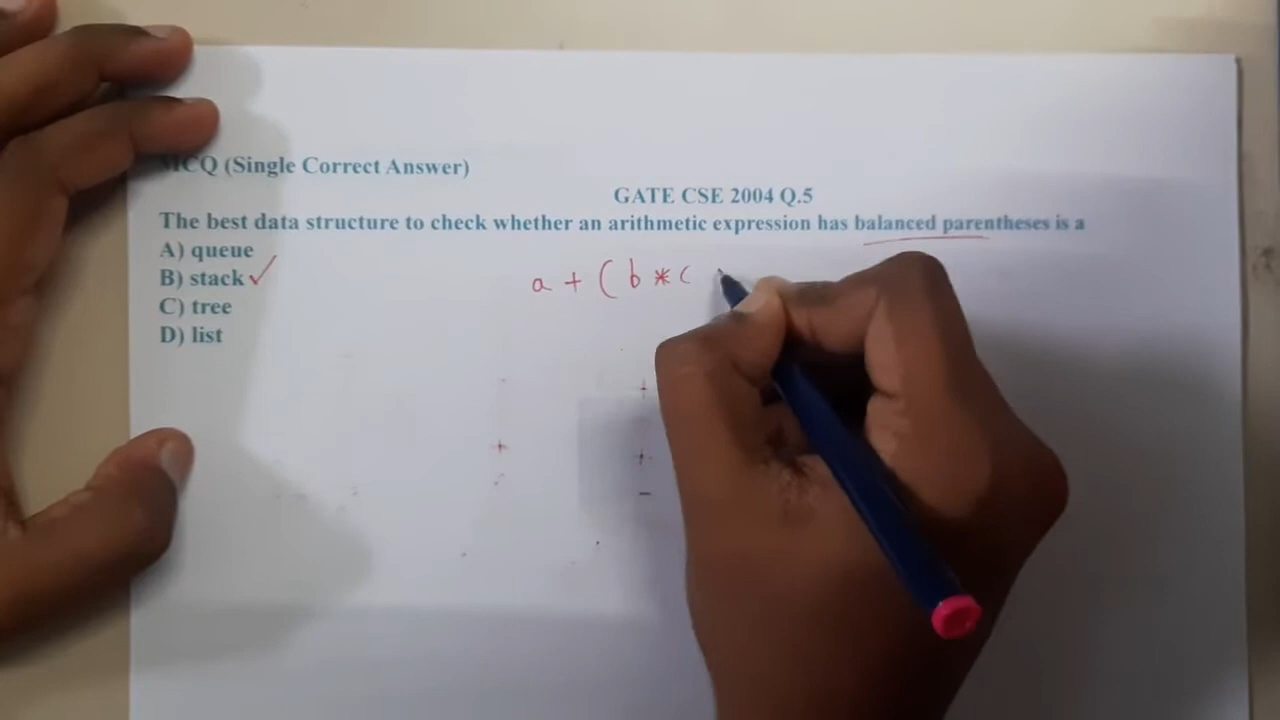 MCQ (Single Correct Answer)
GATE CSE 2004 Q.5
The best data structure to check whether an arithmetic expression has balanced parentheses is a
A) queue
B) stack ✓
a + ( b * c
C) tree
D) list